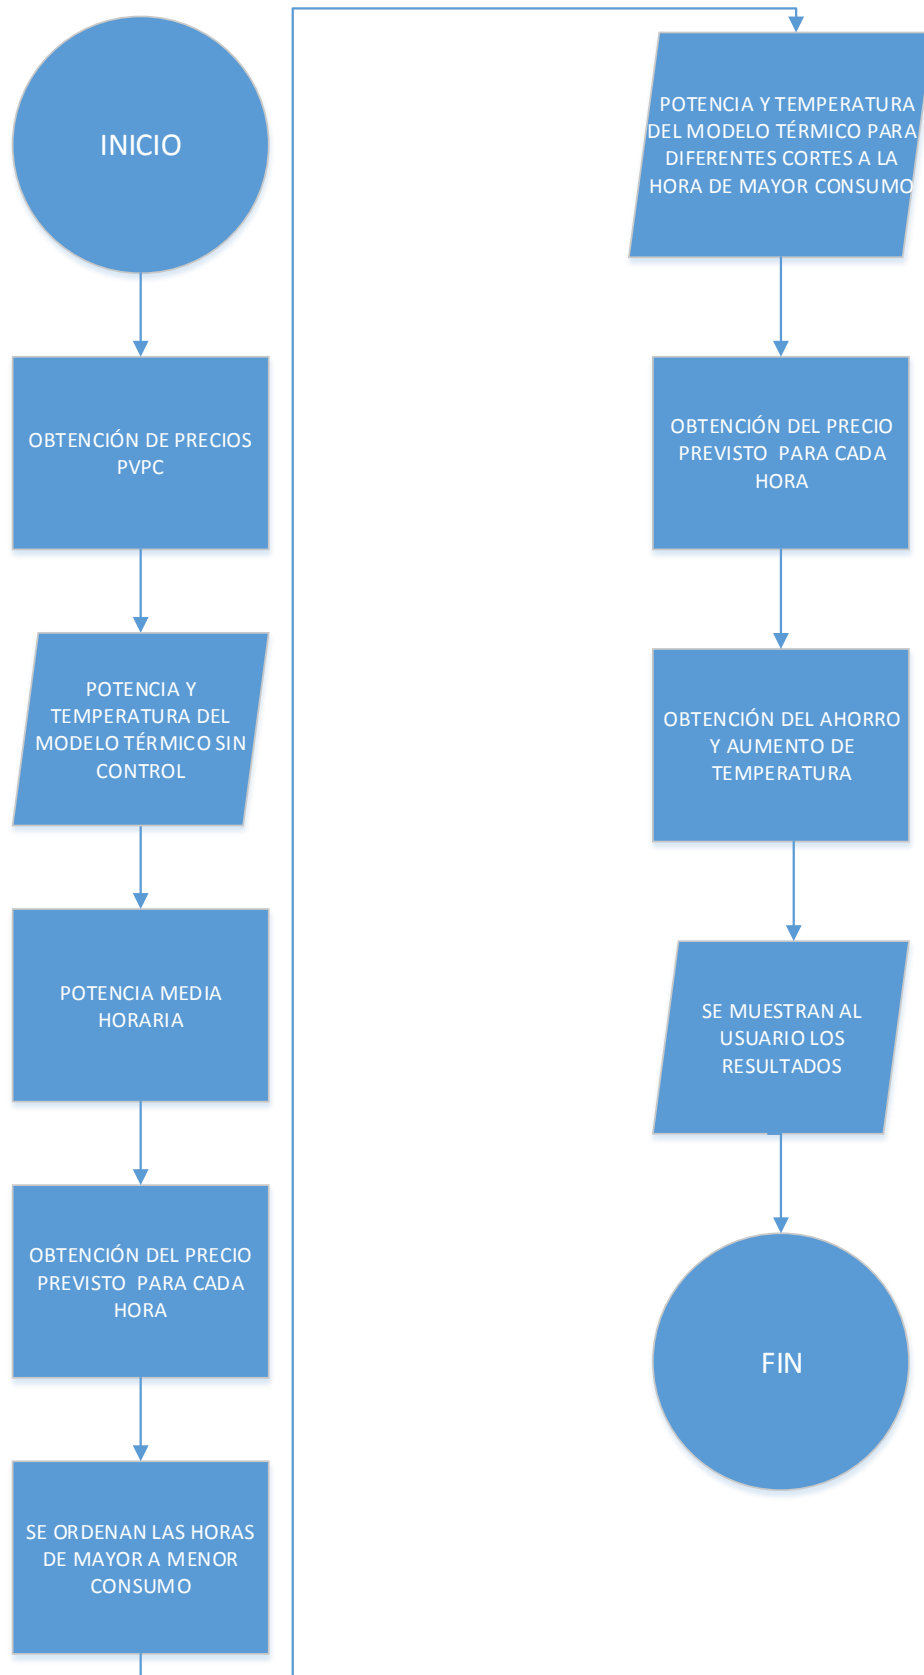 INICIO
OBTENCIÓN DE PRECIOS
PVPC
POTENCIA Y
TEMPERATURA DEL
MODELO TÉRMICO SIN
CONTROL
POTENCIA MEDIA
HORARIA
OBTENCIÓN DEL PRECIO
PREVISTO PARA CADA
HORA
SE ORDENAN LAS HORAS
DE MAYOR A MENOR
CONSUMO
POTENCIA Y TEMPERATURA
DEL MODELO TÉRMICO PARA
DIFERENTES CORTES A LA
HORA DE MAYOR CONSUMO
OBTENCIÓN DEL PRECIO
PREVISTO PARA CADA
HORA
OBTENCIÓN DEL AHORRO
Y AUMENTO DE
TEMPERATURA
SE MUESTRAN AL
USUARIO LOS
RESULTADOS
FIN